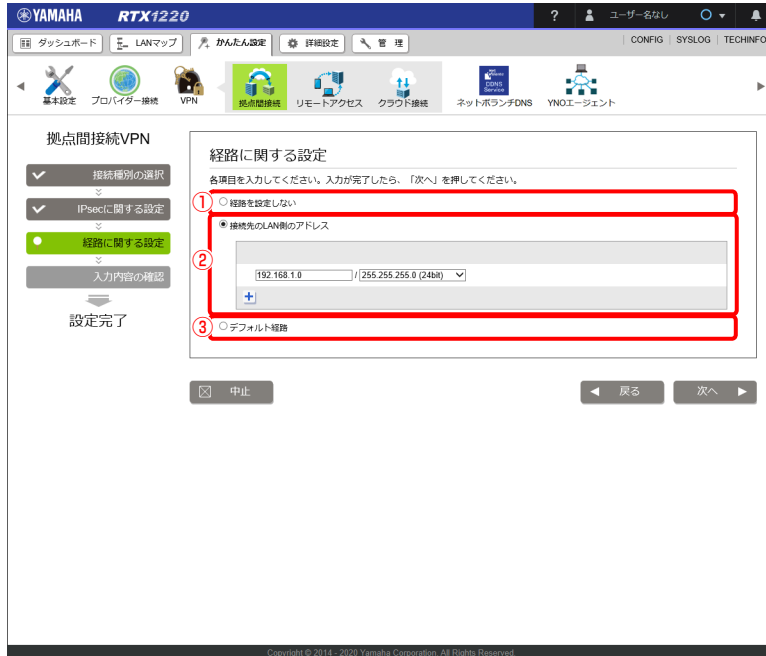 YAMAHA RTX1220 ? ユーザー名なし
ダッシュボード LANマップ かんたん設定 詳細設定 管 理 CONFIG SYSLOG TECHINFO
基本設定 プロバイダー接続 VPN 拠点間接続 リモートアクセス クラウド接続 CDNS Service ネットボランチDNS YNOエージェント
拠点間接続VPN
接続種別の選択
IPsecに関する設定
経路に関する設定
入力内容の確認
設定完了
経路に関する設定
各項目を入力してください。入力が完了したら、「次へ」を押してください。
① 経路を設定しない
② 接続先のLAN側のアドレス
192.168.1.0 / 255.255.255.0 (24bit)
③ デフォルト経路
中止 戻る 次へ
Copyright © 2014 - 2020 Yamaha Corporation. All Rights Reserved.